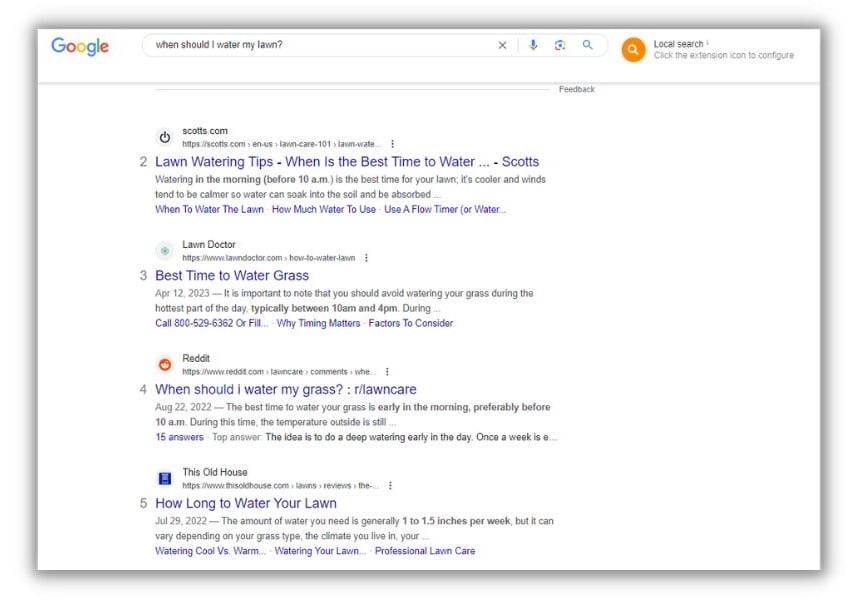 Google
when should I water my lawn?
Local search
Click the extension icon to configure
Feedback
scotts.com
https://scotts.com › en-us › lawn-care-101 › lawn-wate...
2 Lawn Watering Tips - When Is the Best Time to Water ... - Scotts
Watering in the morning (before 10 a.m.) is the best time for your lawn; it's cooler and winds
tend to be calmer so water can soak into the soil and be absorbed ...
When To Water The Lawn · How Much Water To Use · Use A Flow Timer (or Water...
Lawn Doctor
https://www.lawndoctor.com › how-to-water-lawn
3 Best Time to Water Grass
Apr 12, 2023 — It is important to note that you should avoid watering your grass during the
hottest part of the day, typically between 10am and 4pm. During ...
Call 800-529-6362 Or Fill... · Why Timing Matters · Factors To Consider
Reddit
https://www.reddit.com › lawncare › comments › whe...
4 When should i water my grass? : r/lawncare
Aug 22, 2022 — The best time to water your grass is early in the morning, preferably before
10 a.m. During this time, the temperature outside is still ...
15 answers · Top answer: The idea is to do a deep watering early in the day. Once a week is e...
This Old House
https://www.thisoldhouse.com › lawns › reviews › the-...
5 How Long to Water Your Lawn
Jul 29, 2022 — The amount of water you need is generally 1 to 1.5 inches per week, but it can
vary depending on your grass type, the climate you live in, your ...
Watering Cool Vs. Warm... · Watering Your Lawn... · Professional Lawn Care